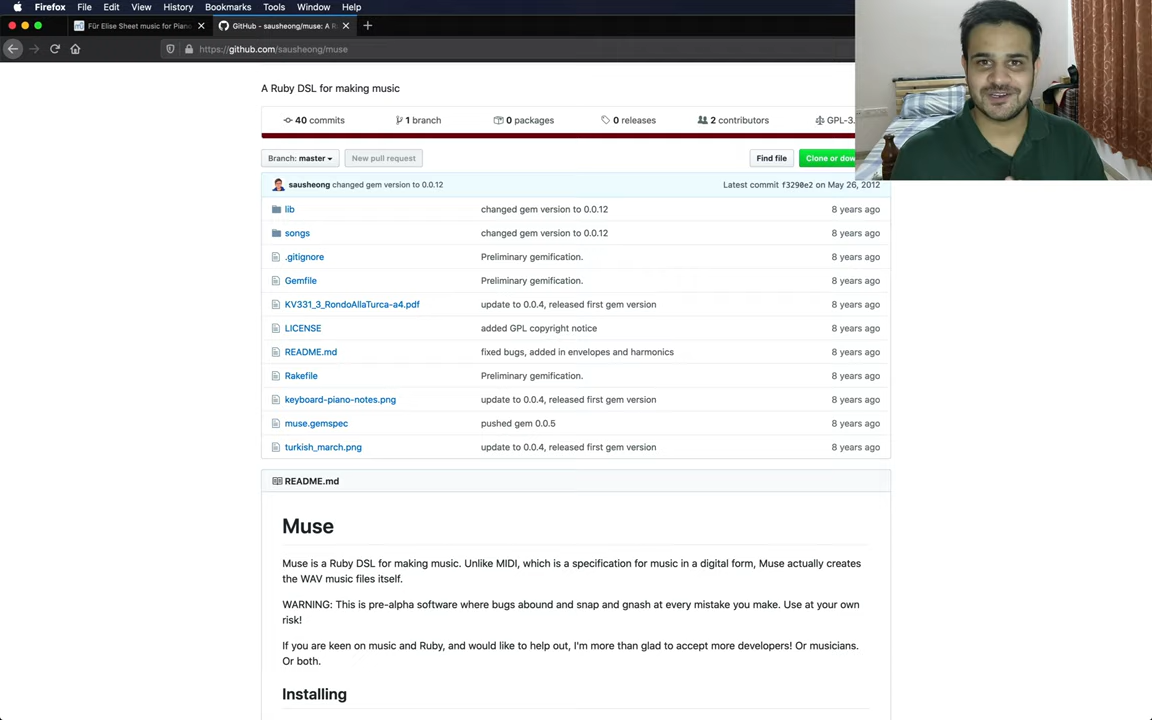 Firefox File Edit View History Bookmarks Tools Window Help
Für Elise Sheet music for Piano
GitHub - sausheong/muse: A R
https://github.com/sausheong/muse
A Ruby DSL for making music
40 commits 1 branch 0 packages 0 releases 2 contributors GPL-3.
Branch: master New pull request Find file Clone or dow
sausheong changed gem version to 0.0.12 Latest commit f3290e2 on May 26, 2012
lib changed gem version to 0.0.12 8 years ago
songs changed gem version to 0.0.12 8 years ago
.gitignore Preliminary gemification. 8 years ago
Gemfile Preliminary gemification. 8 years ago
KV331_3_RondoAllaTurca-a4.pdf update to 0.0.4, released first gem version 8 years ago
LICENSE added GPL copyright notice 8 years ago
README.md fixed bugs, added in envelopes and harmonics 8 years ago
Rakefile Preliminary gemification. 8 years ago
keyboard-piano-notes.png update to 0.0.4, released first gem version 8 years ago
muse.gemspec pushed gem 0.0.5 8 years ago
turkish_march.png update to 0.0.4, released first gem version 8 years ago
README.md
Muse
Muse is a Ruby DSL for making music. Unlike MIDI, which is a specification for music in a digital form, Muse actually creates
the WAV music files itself.
WARNING: This is pre-alpha software where bugs abound and snap and gnash at every mistake you make. Use at your own
risk!
If you are keen on music and Ruby, and would like to help out, I'm more than glad to accept more developers! Or musicians.
Or both.
Installing